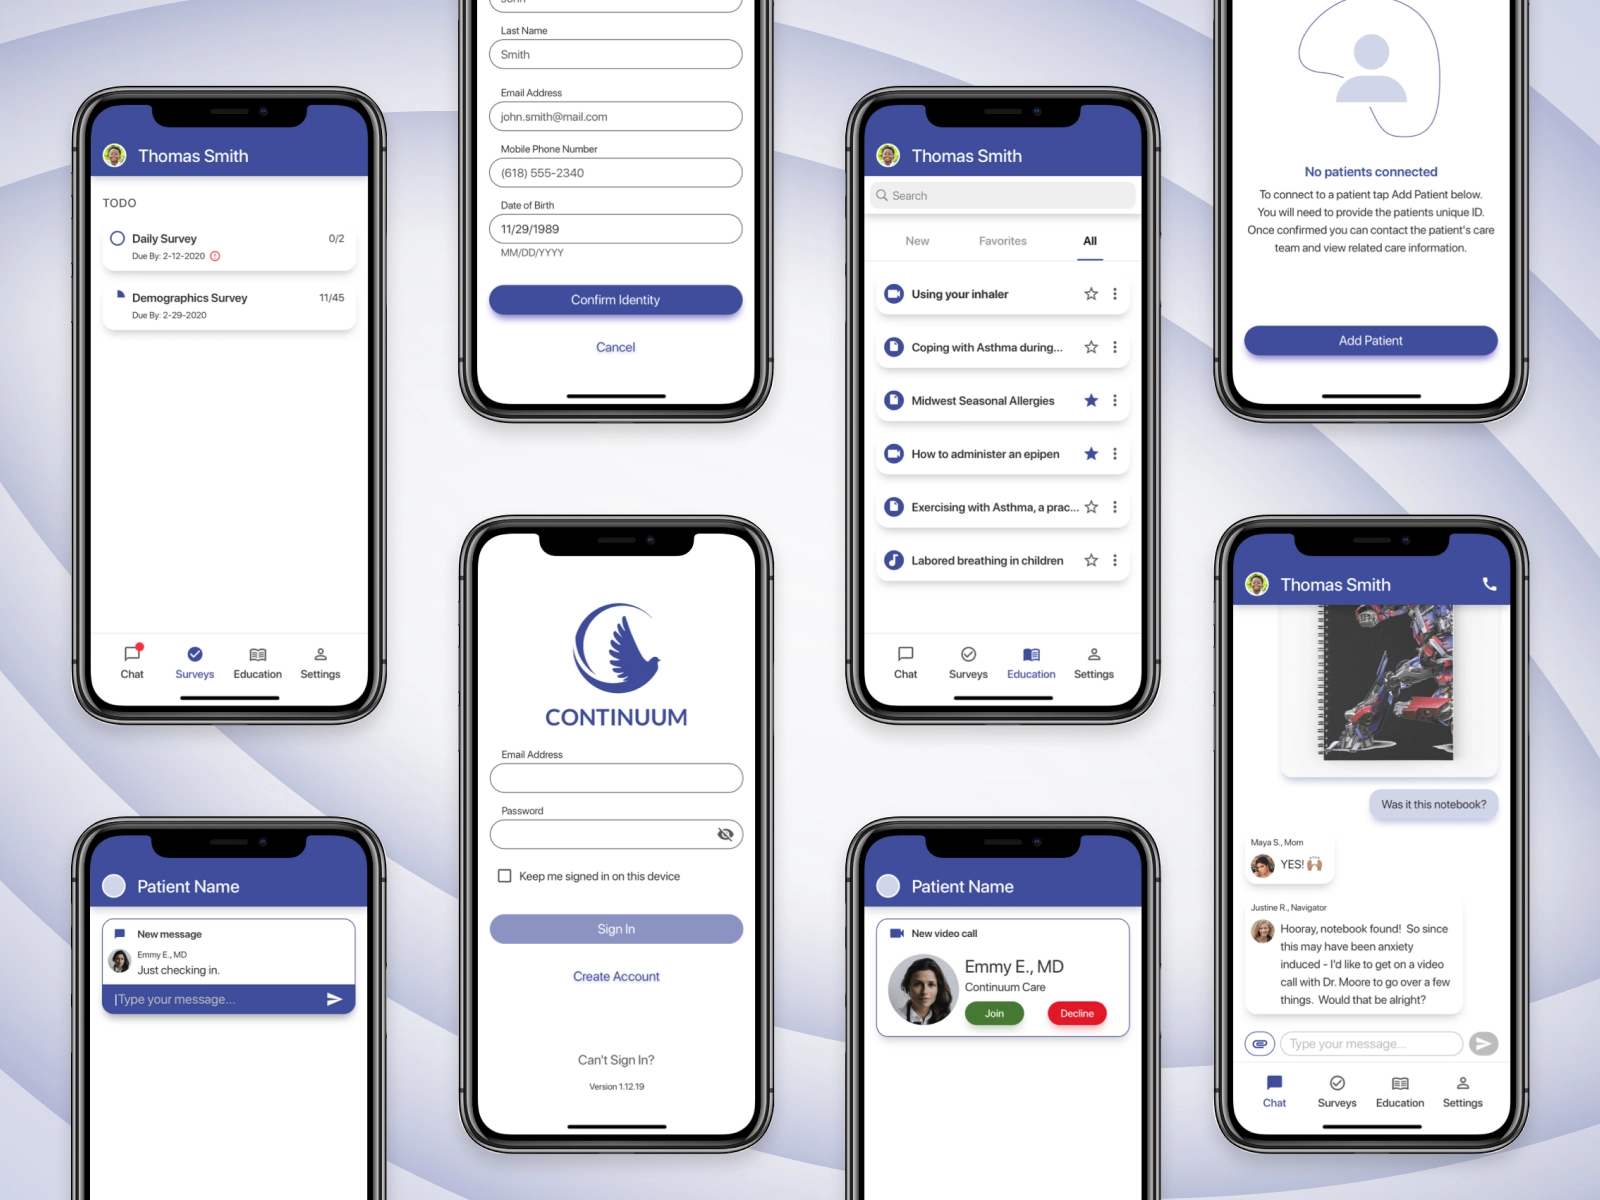 Thomas Smith
TODO
Daily Survey
0/2
Due By: 2-12-2020
Demographics Survey
11/45
Due By: 2-29-2020
Chat
Surveys
Education
Settings
John
Last Name
Smith
Email Address
john.smith@mail.com
Mobile Phone Number
(618) 555-2340
Date of Birth
11/29/1989
MM/DD/YYYY
Confirm Identity
Cancel
Thomas Smith
Search
New
Favorites
All
Using your inhaler
Coping with Asthma during...
Midwest Seasonal Allergies
How to administer an epipen
Exercising with Asthma, a prac...
Labored breathing in children
Chat
Surveys
Education
Settings
No patients connected
To connect to a patient tap Add Patient below.
You will need to provide the patients unique ID.
Once confirmed you can contact the patient's care
team and view related care information.
Add Patient
Patient Name
New message
Emmy E., MD
Just checking in.
Type your message...
CONTINUUM
Email Address
Password
Keep me signed in on this device
Sign In
Create Account
Can't Sign In?
Version 1.12.19
Patient Name
New video call
Emmy E., MD
Continuum Care
Join
Decline
Thomas Smith
Was it this notebook?
Maya S., Mom
YES! 🙌🏽
Justine R., Navigator
Hooray, notebook found! So since
this may have been anxiety
induced - I'd like to get on a video
call with Dr. Moore to go over a few
things. Would that be alright?
Type your message...
Chat
Surveys
Education
Settings